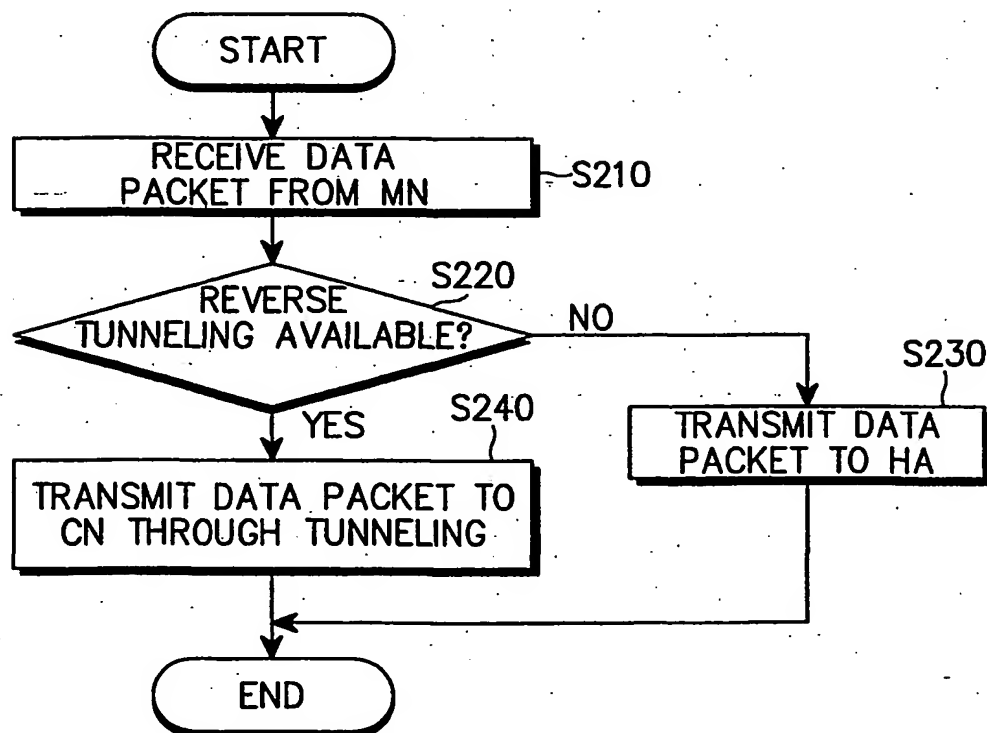 START
RECEIVE DATA
PACKET FROM MN
S210
S220
REVERSE
TUNNELING AVAILABLE?
NO
YES
S230
TRANSMIT DATA
PACKET TO HA
S240
TRANSMIT DATA PACKET TO
CN THROUGH TUNNELING
END